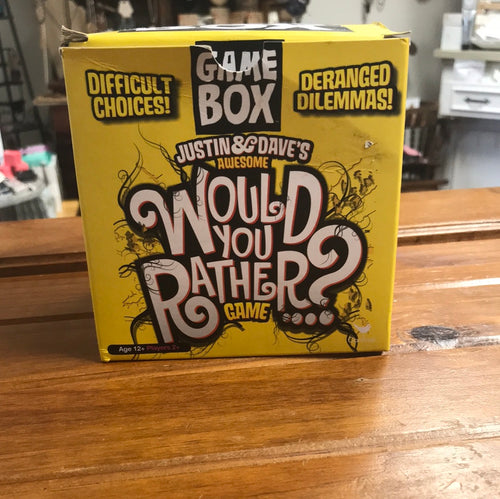 GAME
BOX
DIFFICULT
CHOICES!
DERANGED
DILEMMAS!
JUSTIN & DAVE'S
AWESOME
WOULD
YOU
RATHER...?
GAME
Age 12+ Players 2+